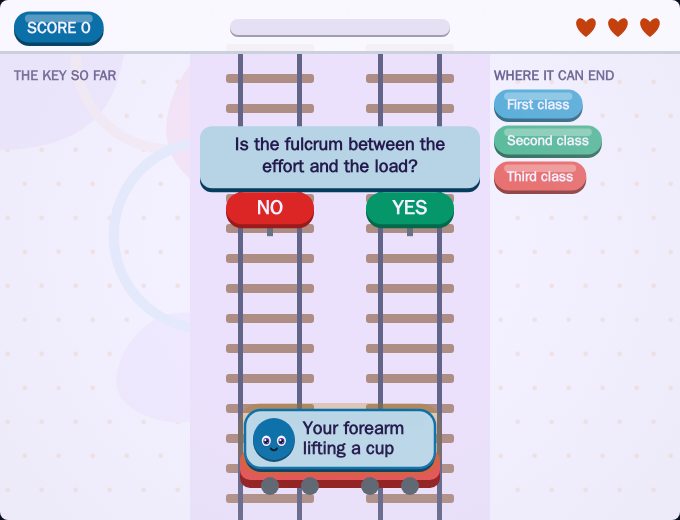 SCORE 0
THE KEY SO FAR
WHERE IT CAN END
First class
Second class
Third class
Is the fulcrum between the
effort and the load?
NO
YES
Your forearm
lifting a cup